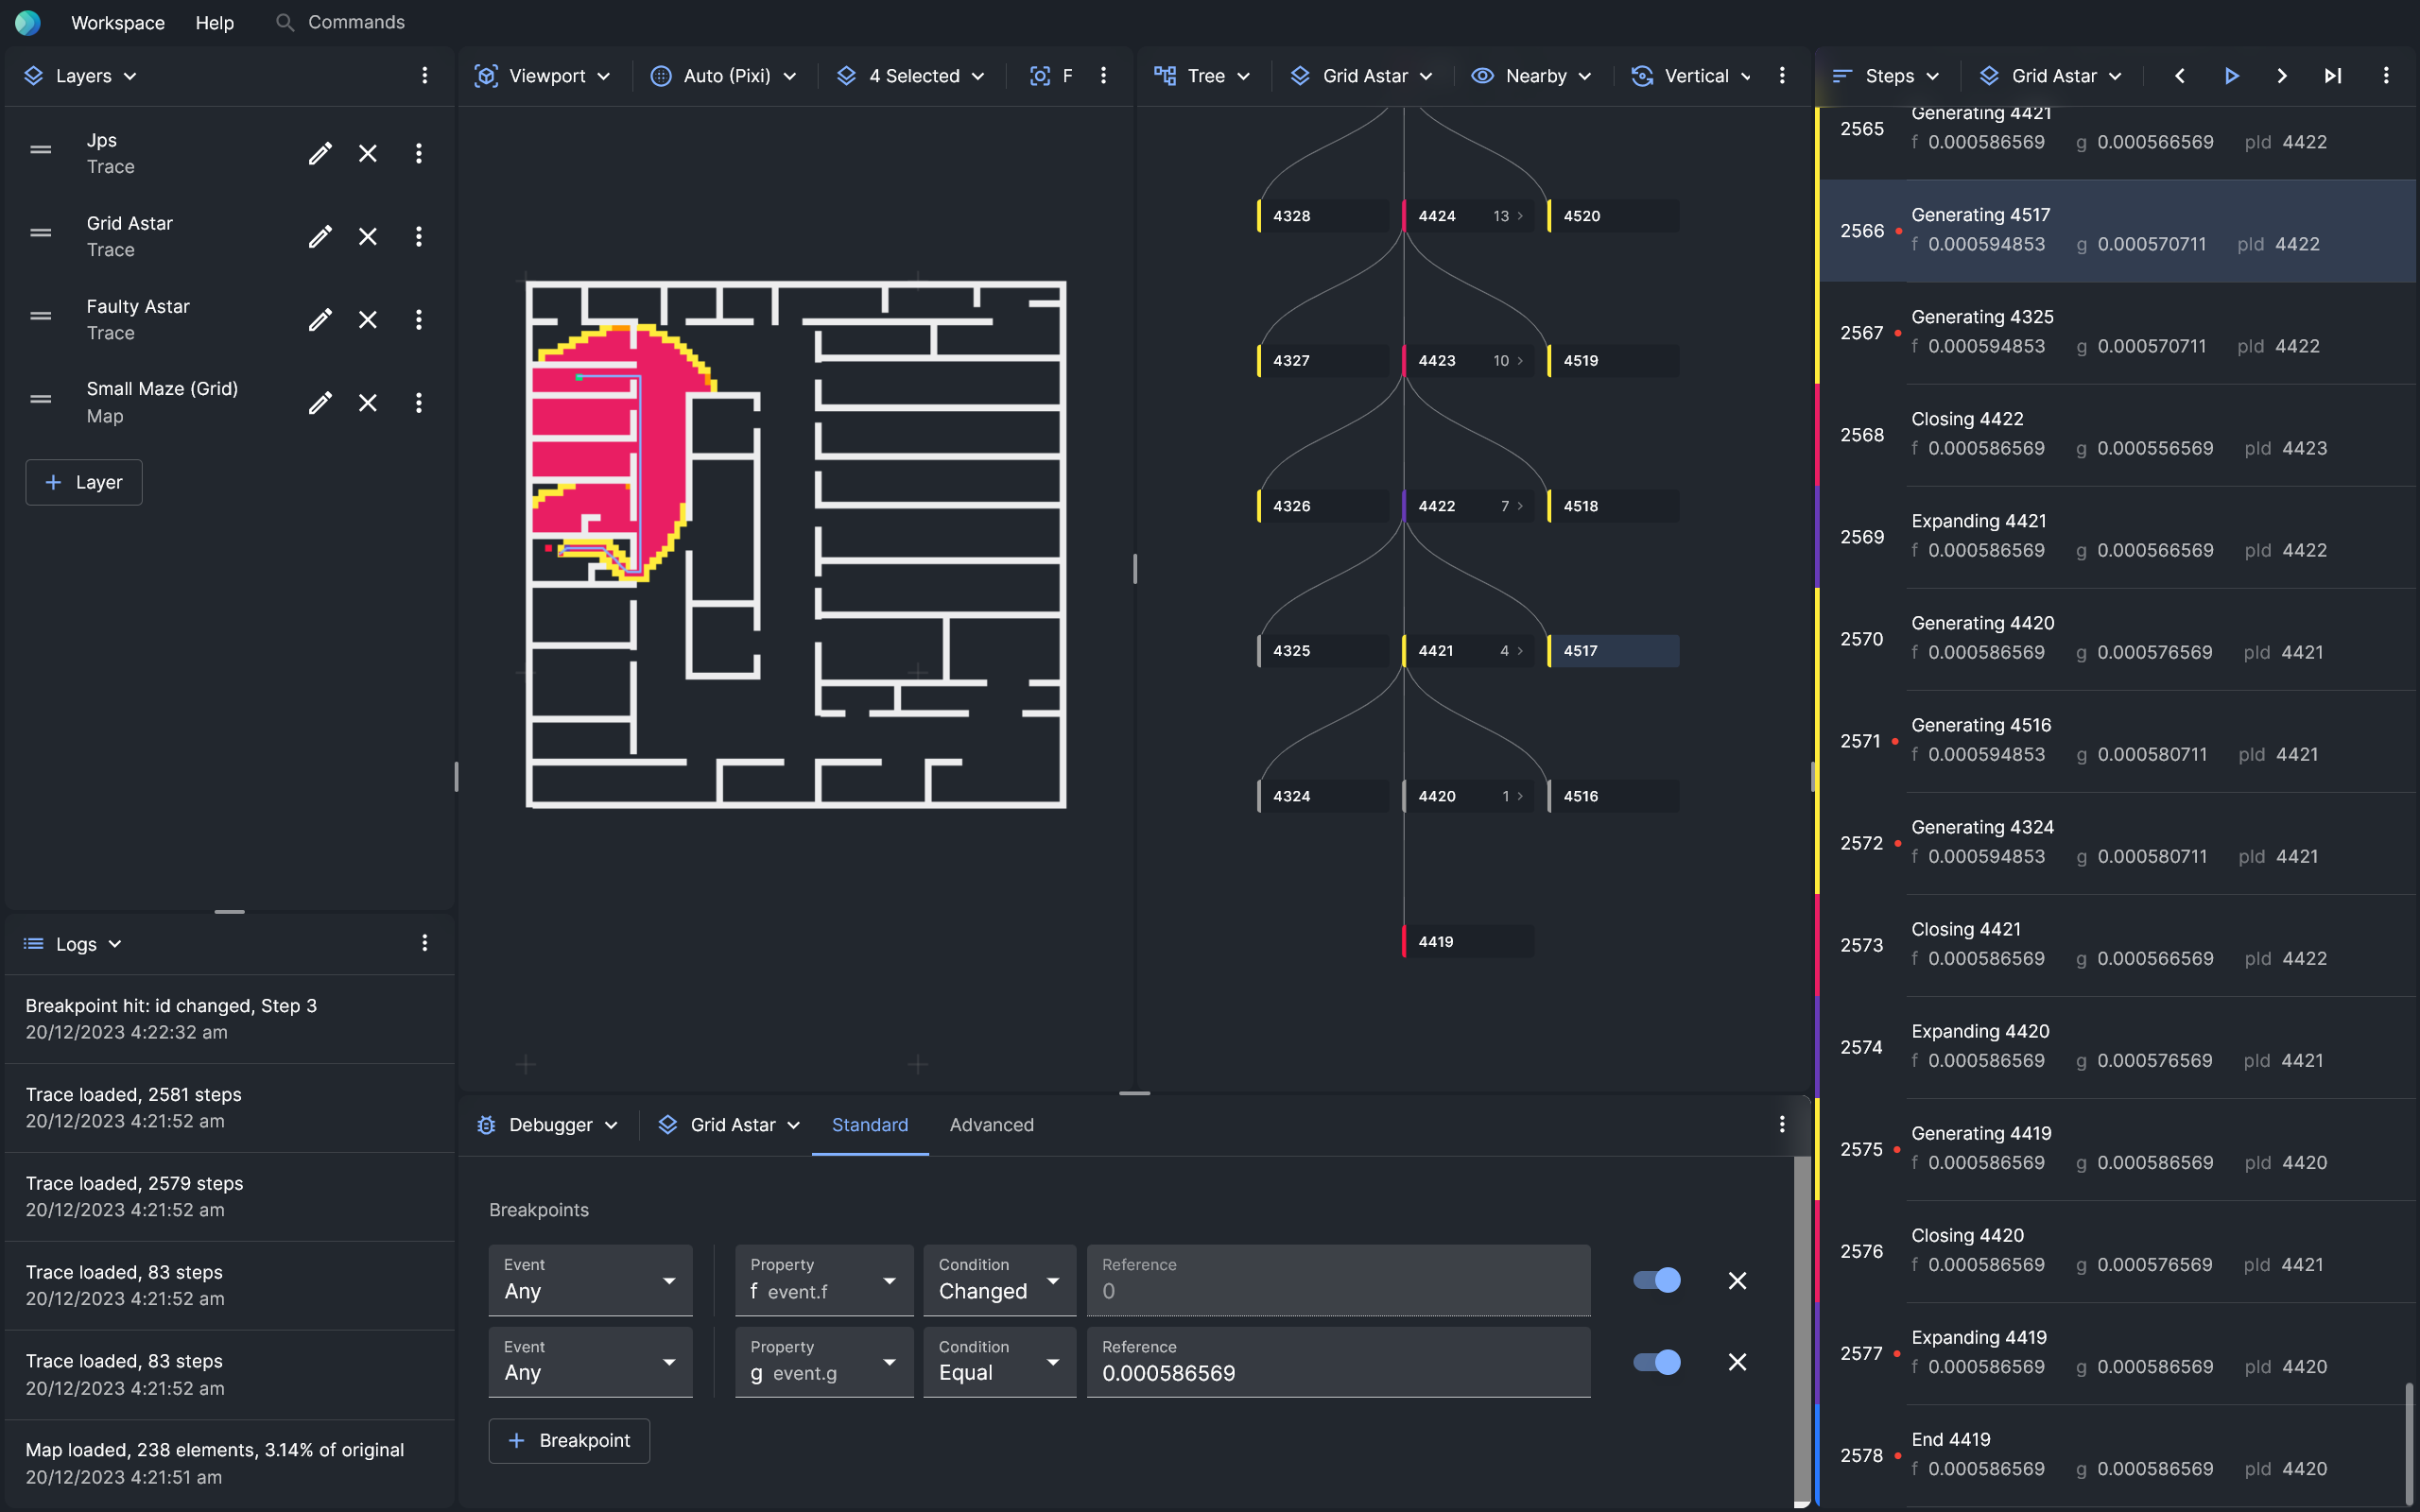 Workspace
Help
Commands
Layers
Jps
Trace
Grid Astar
Trace
Faulty Astar
Trace
Small Maze (Grid)
Map
Layer
Logs
Breakpoint hit: id changed, Step 3
20/12/2023 4:22:32 am
Trace loaded, 2581 steps
20/12/2023 4:21:52 am
Trace loaded, 2579 steps
20/12/2023 4:21:52 am
Trace loaded, 83 steps
20/12/2023 4:21:52 am
Trace loaded, 83 steps
20/12/2023 4:21:52 am
Map loaded, 238 elements, 3.14% of original
20/12/2023 4:21:51 am
Viewport
Auto (Pixi)
4 Selected
F
Tree
Grid Astar
Nearby
Vertical
4328 4424 13 4520
4327 4423 10 4519
4326 4422 7 4518
4325 4421 4 4517
4324 4420 1 4516
4419
Debugger
Grid Astar
Standard
Advanced
Breakpoints
Event Property Condition Reference
Any f event.f Changed 0
Event Property Condition Reference
Any g event.g Equal 0.000586569
Breakpoint
Steps
Grid Astar
2565 Generating 4421
f 0.000586569 g 0.000566569 pId 4422
2566 Generating 4517
f 0.000594853 g 0.000570711 pId 4422
2567 Generating 4325
f 0.000594853 g 0.000570711 pId 4422
2568 Closing 4422
f 0.000586569 g 0.000556569 pId 4423
2569 Expanding 4421
f 0.000586569 g 0.000566569 pId 4422
2570 Generating 4420
f 0.000586569 g 0.000576569 pId 4421
2571 Generating 4516
f 0.000594853 g 0.000580711 pId 4421
2572 Generating 4324
f 0.000594853 g 0.000580711 pId 4421
2573 Closing 4421
f 0.000586569 g 0.000566569 pId 4422
2574 Expanding 4420
f 0.000586569 g 0.000576569 pId 4421
2575 Generating 4419
f 0.000586569 g 0.000586569 pId 4420
2576 Closing 4420
f 0.000586569 g 0.000576569 pId 4421
2577 Expanding 4419
f 0.000586569 g 0.000586569 pId 4420
2578 End 4419
f 0.000586569 g 0.000586569 pId 4420